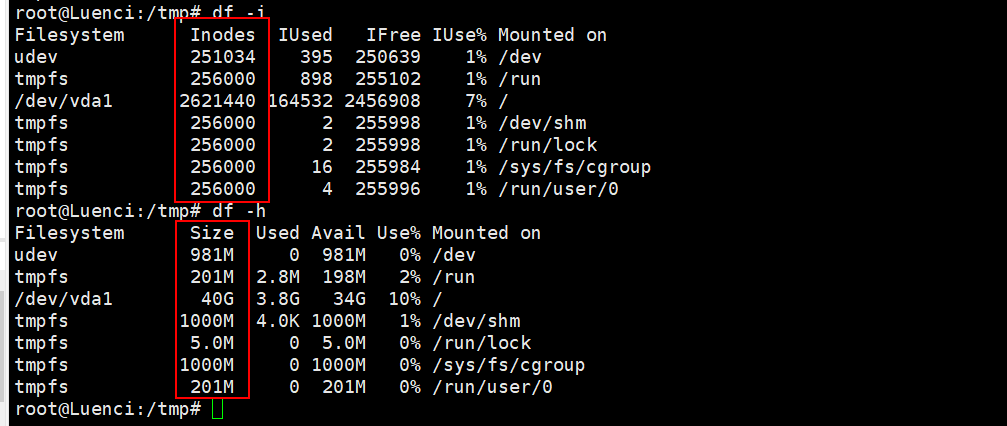 root@Luenci:/tmp# df -i
Filesystem Inodes IUsed IFree IUse% Mounted on
udev 251034 395 250639 1% /dev
tmpfs 256000 898 255102 1% /run
/dev/vda1 2621440 164532 2456908 7% /
tmpfs 256000 2 255998 1% /dev/shm
tmpfs 256000 2 255998 1% /run/lock
tmpfs 256000 16 255984 1% /sys/fs/cgroup
tmpfs 256000 4 255996 1% /run/user/0
root@Luenci:/tmp# df -h
Filesystem Size Used Avail Use% Mounted on
udev 981M 0 981M 0% /dev
tmpfs 201M 2.8M 198M 2% /run
/dev/vda1 40G 3.8G 34G 10% /
tmpfs 1000M 4.0K 1000M 1% /dev/shm
tmpfs 5.0M 0 5.0M 0% /run/lock
tmpfs 1000M 0 1000M 0% /sys/fs/cgroup
tmpfs 201M 0 201M 0% /run/user/0
root@Luenci:/tmp#